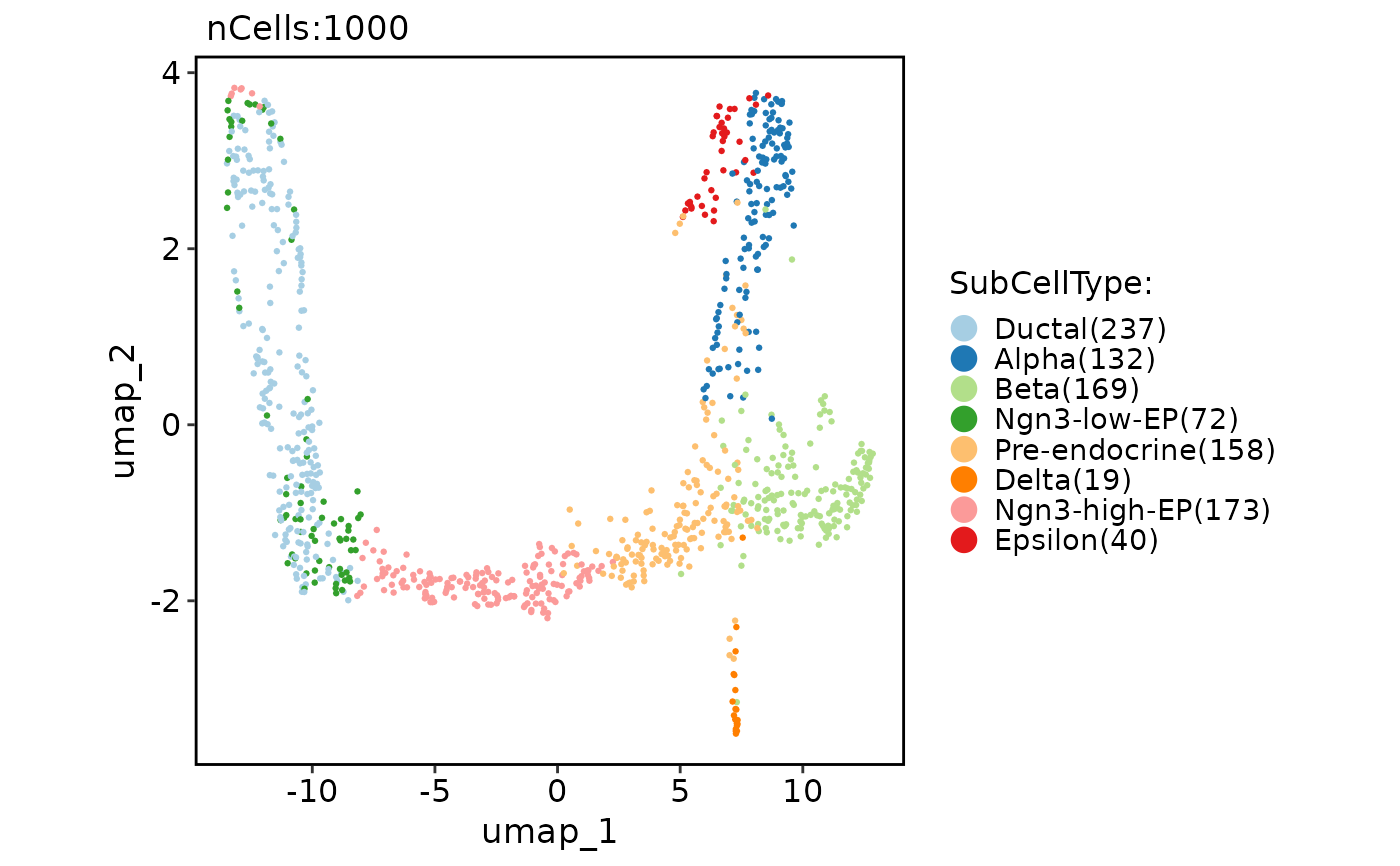 nCells:1000
4
2
0
-2
umap_2
-10
-5
0
5
10
umap_1
SubCellType:
Ductal(237)
Alpha(132)
Beta(169)
Ngn3-low-EP(72)
Pre-endocrine(158)
Delta(19)
Ngn3-high-EP(173)
Epsilon(40)